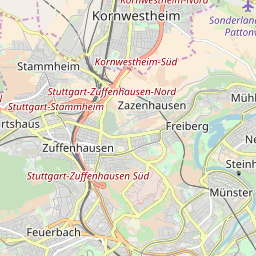 Kornwestheim-Nord
Kornwestheim
Sonderland
Patton
Kornwestheim-Süd
Stammheim
Stuttgart-Zuffenhausen-Nord
Stuttgart-Stammheim
Zazenhausen
Mühl
rtshaus
Freiberg
Zuffenhausen
Steinh
Stuttgart-Zuffenhausen Süd
Münster
Feuerbach